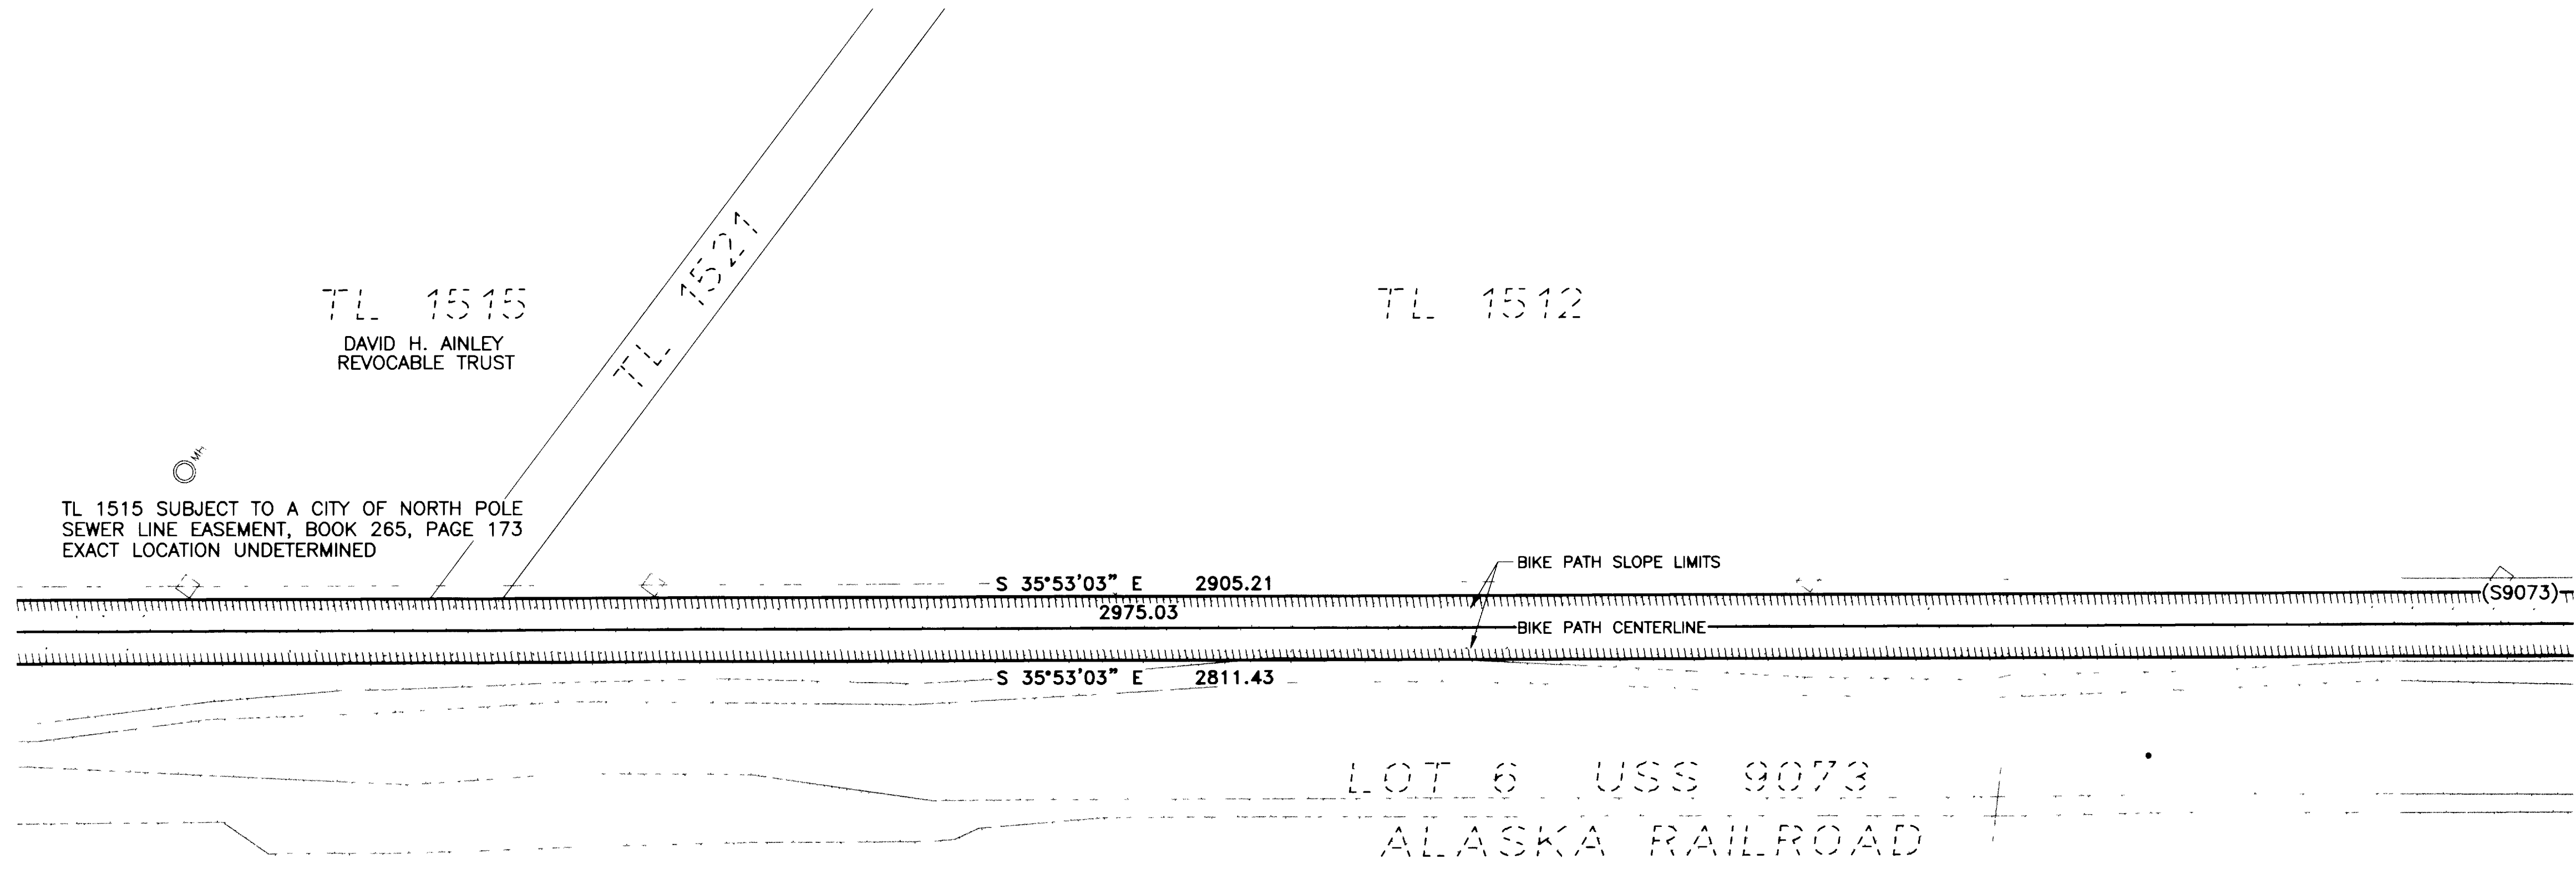 TL 1521
TL 1515
DAVID H. AINLEY
REVOCABLE TRUST
TL 1512
MH
TL 1515 SUBJECT TO A CITY OF NORTH POLE
SEWER LINE EASEMENT, BOOK 265, PAGE 173
EXACT LOCATION UNDETERMINED
BIKE PATH SLOPE LIMITS
S 35°53'03" E 2905.21
(S9073)
2975.03
BIKE PATH CENTERLINE
S 35°53'03" E 2811.43
LOT 6 USS 9073
ALASKA RAILROAD